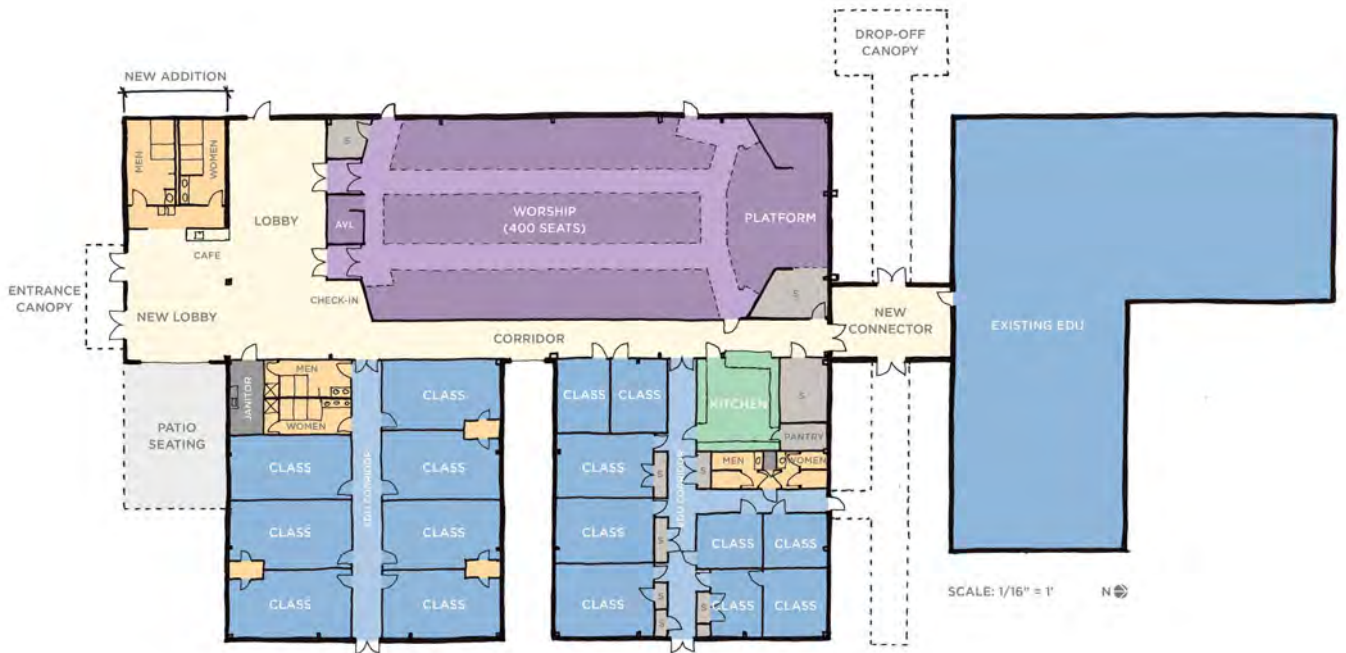 DROP-OFF
CANOPY
NEW ADDITION
MEN
WOMEN
S
LOBBY
AVL
WORSHIP
(400 SEATS)
PLATFORM
CAFE
ENTRANCE
CANOPY
CHECK-IN
S
NEW LOBBY
NEW
CONNECTOR
EXISTING EDU
CORRIDOR
JANITOR
MEN
WOMEN
CLASS
CLASS
CLASS
KITCHEN
S
PATIO
SEATING
PANTRY
CLASS
CLASS
EDU CORRIDOR
CLASS
S
EDU CORRIDOR
S
MEN
WOMEN
CLASS
CLASS
CLASS
S
CLASS
CLASS
CLASS
CLASS
CLASS
S
S
S
CLASS
CLASS
SCALE: 1/16" = 1'
N